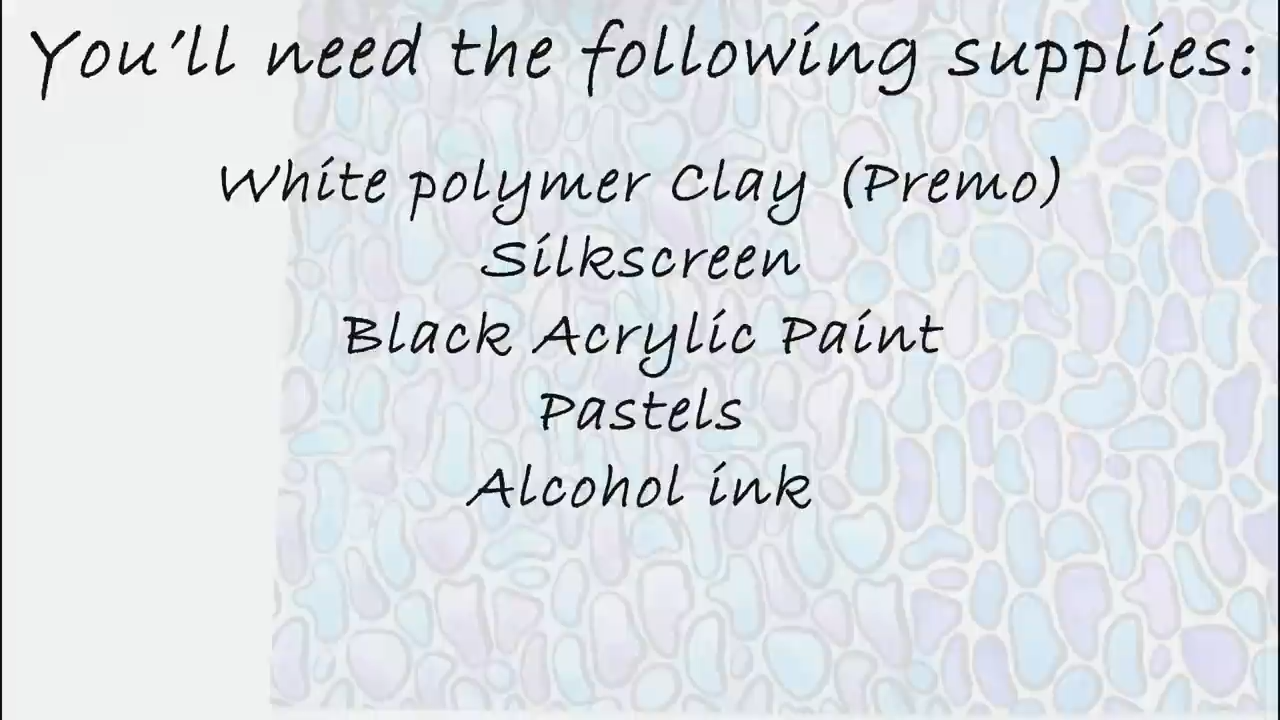 You'll need the following supplies:
White polymer Clay (Premo)
Silkscreen
Black Acrylic Paint
Pastels
Alcohol ink